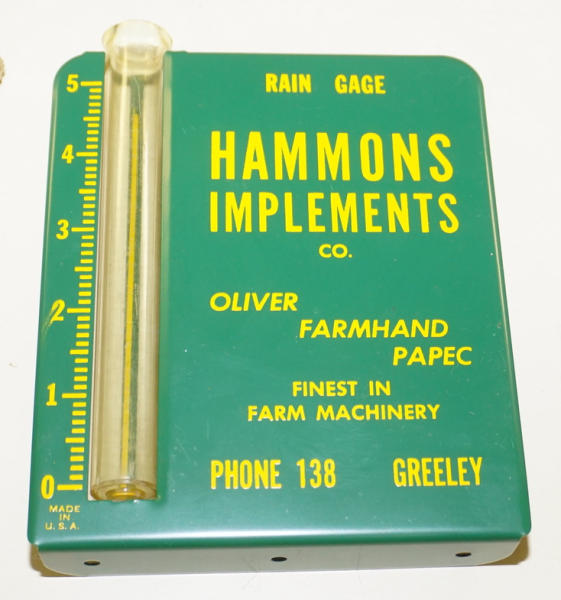 RAIN GAGE
HAMMONS
IMPLEMENTS
CO.
OLIVER
FARMHAND
PAPEC
FINEST IN
FARM MACHINERY
PHONE 138 GREELEY
5
4
3
2
1
0
MADE
IN
U.S.A.